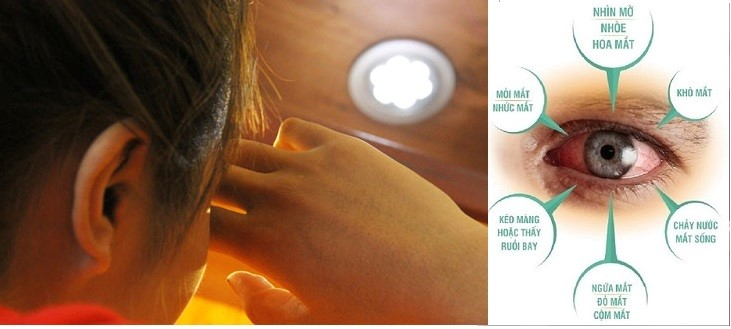 NHÌN MỜ
NHÒE
HOA MẮT
MỎI MẮT
NHỨC MẮT
KHÔ MẮT
KÉO MÀNG
HOẶC THẤY
RUỒI BAY
CHẢY NƯỚC
MẮT SỐNG
NGỨA MẮT
ĐỎ MẮT
CỘM MẮT